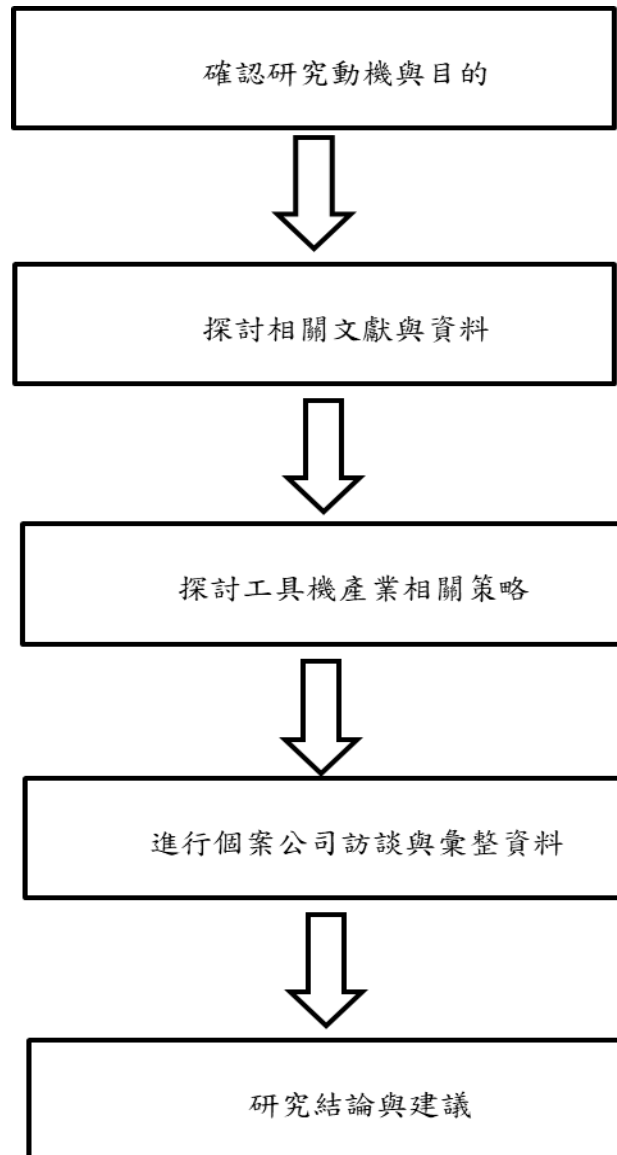 確認研究動機與目的
探討相關文獻與資料
探討工具機產業相關策略
進行個案公司訪談與彙整資料
研究結論與建議